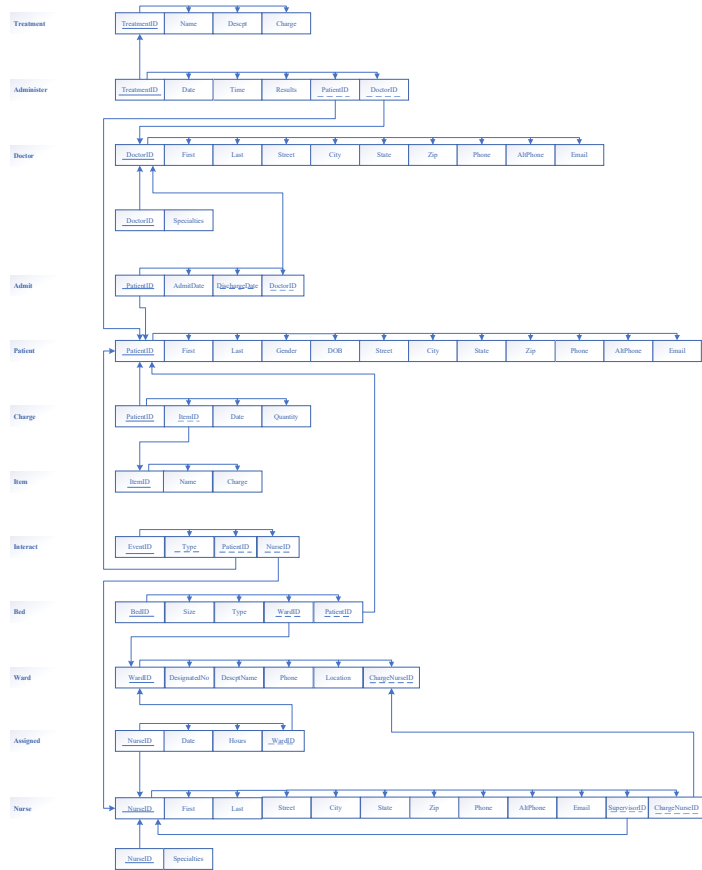 Treatment TreatmentID Name Descpt Charge
Administer TreatmentID Date Time Results PatientID DoctorID
Doctor DoctorID First Last Street City State Zip Phone AltPhone Email
DoctorID Specialties
Admit PatientID AdmitDate DischargeDate DoctorID
Patient PatientID First Last Gender DOB Street City State Zip Phone AltPhone Email
Charge PatientID ItemID Date Quantity
Item ItemID Name Charge
Interact EventID Type PatientID NurseID
Bed BedID Size Type WardID PatientID
Ward WardID DesignatedNo DescptName Phone Location ChargeNurseID
Assigned NurseID Date Hours WardID
Nurse NurseID First Last Street City State Zip Phone AltPhone Email SupervisorID ChargeNurseID
NurseID Specialties